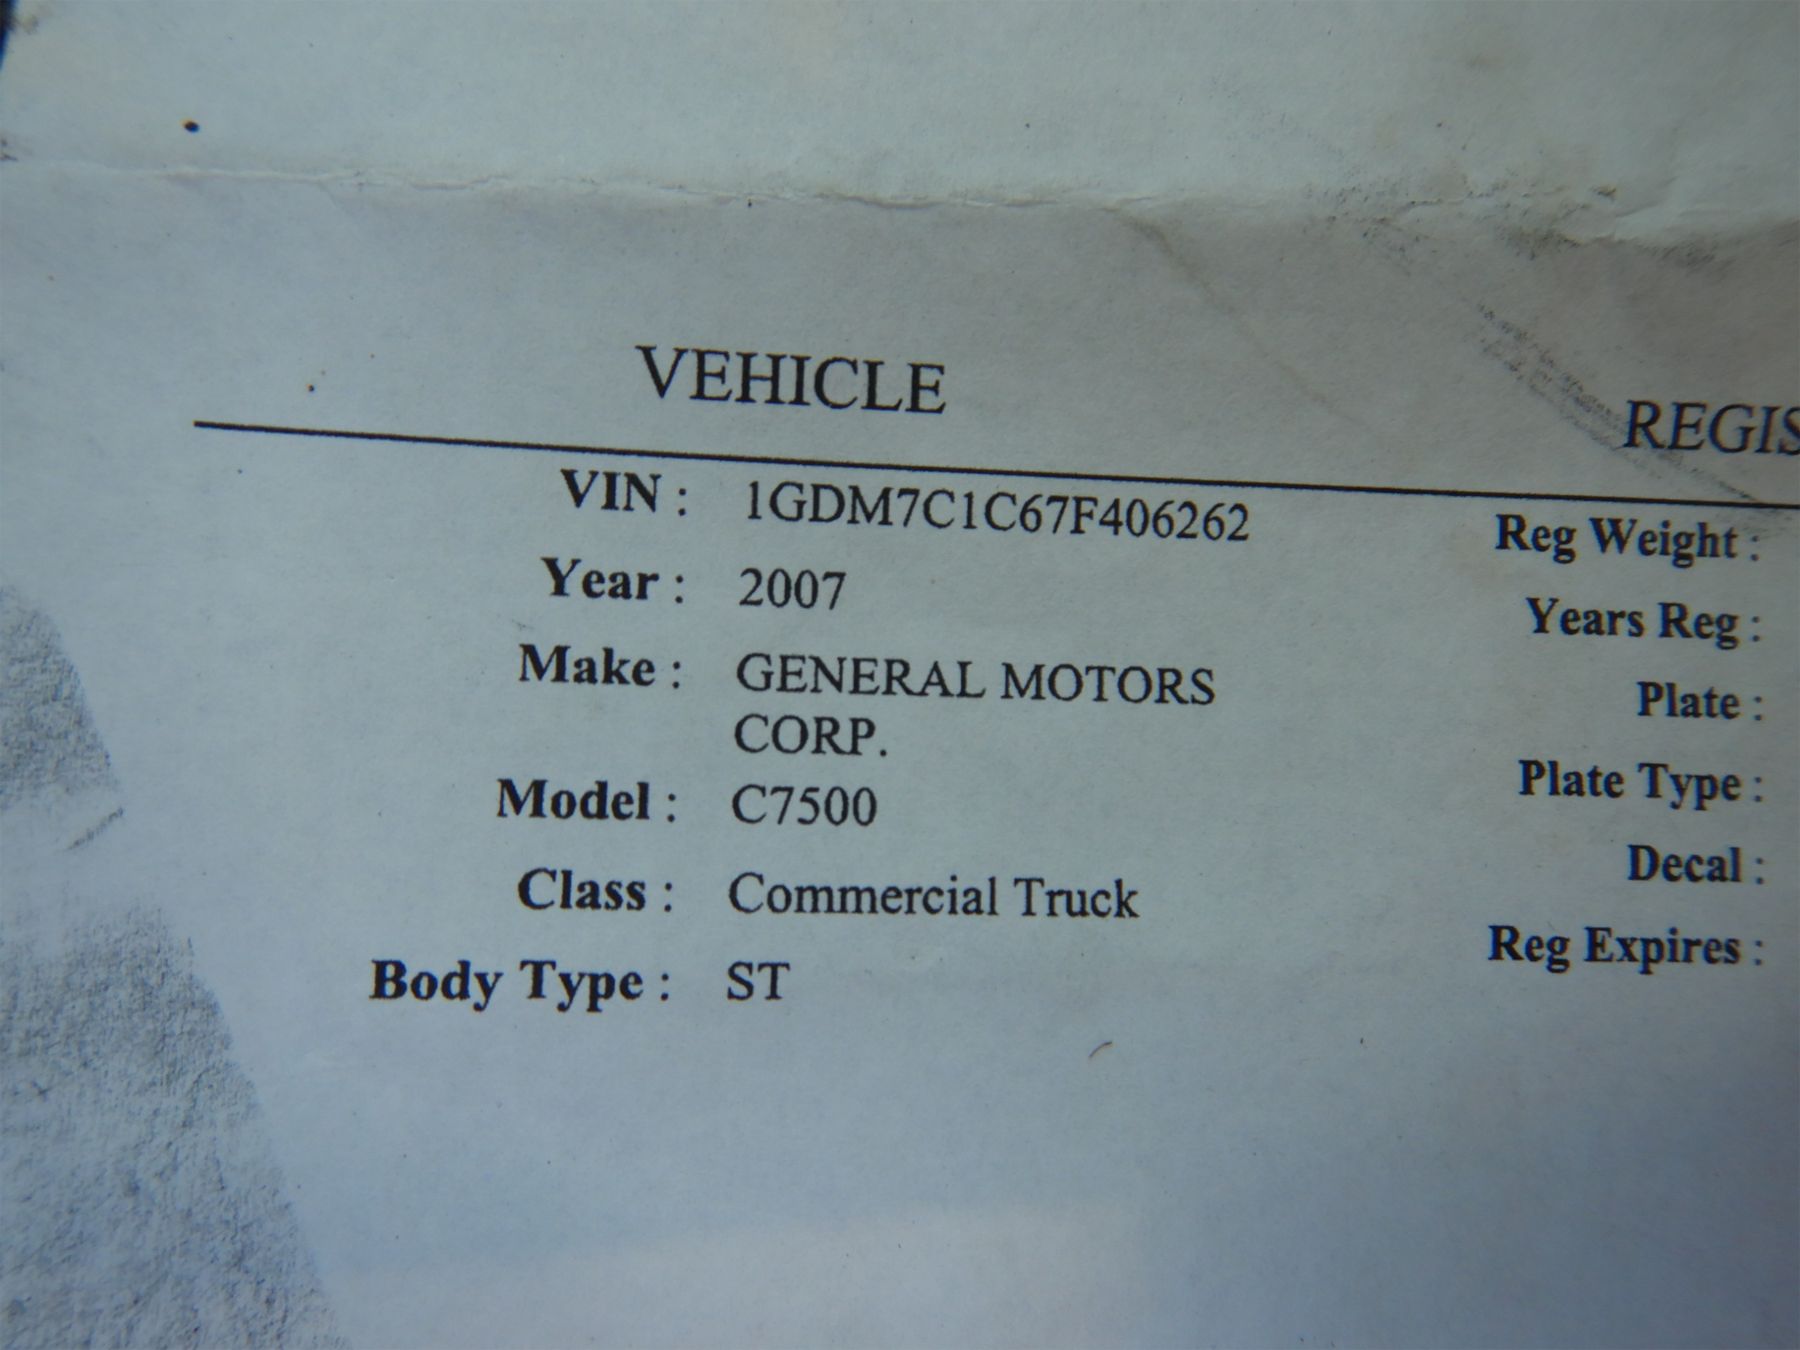 VEHICLE
VIN : 1GDM7C1C67F406262
Year : 2007
Make : GENERAL MOTORS
CORP.
Model : C7500
Class : Commercial Truck
Body Type : ST
REGIS
Reg Weight :
Years Reg :
Plate :
Plate Type :
Decal :
Reg Expires :